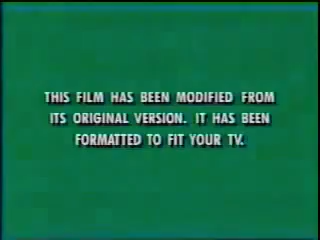 THIS FILM HAS BEEN MODIFIED FROM
ITS ORIGINAL VERSION. IT HAS BEEN
FORMATTED TO FIT YOUR TV.